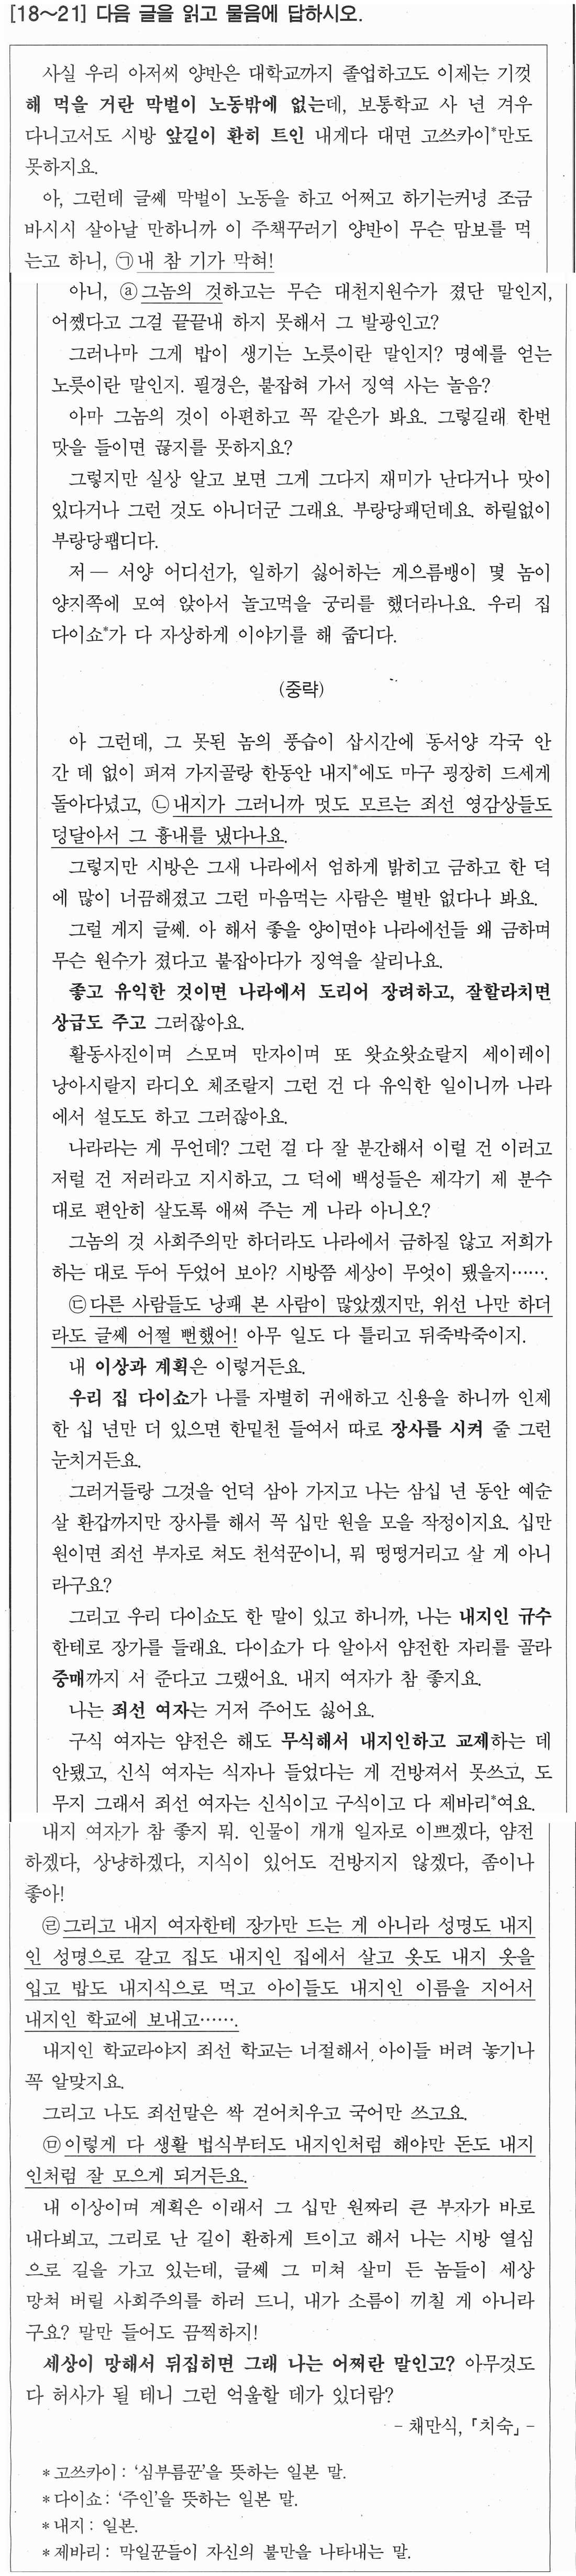 [18～21] 다음 글을 읽고 물음에 답하시오.
사실 우리 아저씨 양반은 대학교까지 졸업하고도 이제는 기껏
해 먹을 거란 막벌이 노동밖에 없는데, 보통학교 사 년 겨우
다니고서도 시방 앞길이 환히 트인 내게다 대면 고쓰카이*만도
못하지요.
아, 그런데 글쎄 막벌이 노동을 하고 어쩌고 하기는커녕 조금
바시시 살아날 만하니까 이 주책꾸러기 양반이 무슨 맘보를 먹
는고 하니, ㉠내 참 기가 막혀!
아니, ⓐ그놈의 것하고는 무슨 대천지원수가 졌단 말인지,
어쨌다고 그걸 끝끝내 하지 못해서 그 발광인고?
그러나마 그게 밥이 생기는 노릇이란 말인지? 명예를 얻는
노릇이란 말인지. 필경은, 붙잡혀 가서 징역 사는 놀음?
아마 그놈의 것이 아편하고 꼭 같은가 봐요. 그렇길래 한번
맛을 들이면 끊지를 못하지요?
그렇지만 실상 알고 보면 그게 그다지 재미가 난다거나 맛이
있다거나 그런 것도 아니더군 그래요. 부랑당패던데요. 하릴없이
부랑당팹디다.
저 ― 서양 어디선가, 일하기 싫어하는 게으름뱅이 몇 놈이
양지쪽에 모여 앉아서 놀고먹을 궁리를 했더라나요. 우리 집
다이쇼*가 다 자상하게 이야기를 해 줍디다.
(중략)
아 그런데, 그 못된 놈의 풍습이 삽시간에 동서양 각국 안
간 데 없이 퍼져 가지골랑 한동안 내지*에도 마구 굉장히 드세게
돌아다녔고, ㉡내지가 그러니까 멋도 모르는 죄선 영감상들도
덩달아서 그 흉내를 냈다나요.
그렇지만 시방은 그새 나라에서 엄하게 밝히고 금하고 한 덕
에 많이 너끔해졌고 그런 마음먹는 사람은 별반 없다나 봐요.
그럴 게지 글쎄. 아 해서 좋을 양이면야 나라에선들 왜 금하며
무슨 원수가 졌다고 붙잡아다가 징역을 살리나요.
좋고 유익한 것이면 나라에서 도리어 장려하고, 잘할라치면
상급도 주고 그러잖아요.
활동사진이며 스모며 만자이며 또 왓쇼왓쇼랄지 세이레이
낭아시랄지 라디오 체조랄지 그런 건 다 유익한 일이니까 나라
에서 설도도 하고 그러잖아요.
나라라는 게 무언데? 그런 걸 다 잘 분간해서 이럴 건 이러고
저럴 건 저러라고 지시하고, 그 덕에 백성들은 제각기 제 분수
대로 편안히 살도록 애써 주는 게 나라 아니오?
그놈의 것 사회주의만 하더라도 나라에서 금하질 않고 저희가
하는 대로 두어 두었어 보아? 시방쯤 세상이 무엇이 됐을지…….
㉢다른 사람들도 낭패 본 사람이 많았겠지만, 위선 나만 하더
라도 글쎄 어쩔 뻔했어! 아무 일도 다 틀리고 뒤죽박죽이지.
내 이상과 계획은 이렇거든요.
우리 집 다이쇼가 나를 자별히 귀애하고 신용을 하니까 인제
한 십 년만 더 있으면 한밑천 들여서 따로 장사를 시켜 줄 그런
눈치거든요.
그러거들랑 그것을 언덕 삼아 가지고 나는 삼십 년 동안 예순
살 환갑까지만 장사를 해서 꼭 십만 원을 모을 작정이지요. 십만
원이면 죄선 부자로 쳐도 천석꾼이니, 뭐 떵떵거리고 살 게 아니
라구요?
그리고 우리 다이쇼도 한 말이 있고 하니까, 나는 내지인 규수
한테로 장가를 들래요. 다이쇼가 다 알아서 얌전한 자리를 골라
중매까지 서 준다고 그랬어요. 내지 여자가 참 좋지요.
나는 죄선 여자는 거저 주어도 싫어요.
구식 여자는 얌전은 해도 무식해서 내지인하고 교제하는 데
안됐고, 신식 여자는 식자나 들었다는 게 건방져서 못쓰고, 도
무지 그래서 죄선 여자는 신식이고 구식이고 다 제바리*여요.
내지 여자가 참 좋지 뭐. 인물이 개개 일자로 이쁘겠다, 얌전
하겠다, 상냥하겠다, 지식이 있어도 건방지지 않겠다, 좀이나
좋아!
㉣그리고 내지 여자한테 장가만 드는 게 아니라 성명도 내지
인 성명으로 갈고 집도 내지인 집에서 살고 옷도 내지 옷을
입고 밥도 내지식으로 먹고 아이들도 내지인 이름을 지어서
내지인 학교에 보내고…….
내지인 학교라야지 죄선 학교는 너절해서 아이들 버려 놓기나
꼭 알맞지요.
그리고 나도 죄선말은 싹 걷어치우고 국어만 쓰고요.
㉤이렇게 다 생활 법식부터도 내지인처럼 해야만 돈도 내지
인처럼 잘 모으게 되거든요.
내 이상이며 계획은 이래서 그 십만 원짜리 큰 부자가 바로
내다뵈고, 그리로 난 길이 환하게 트이고 해서 나는 시방 열심
으로 길을 가고 있는데, 글쎄 그 미쳐 살미 든 놈들이 세상
망쳐 버릴 사회주의를 하러 드니, 내가 소름이 끼칠 게 아니라
구요? 말만 들어도 끔찍하지!
세상이 망해서 뒤집히면 그래 나는 어쩌란 말인고? 아무것도
다 허사가 될 테니 그런 억울할 데가 있더람?
- 채만식, 「치숙」 -
* 고쓰카이 : ‘심부름꾼’을 뜻하는 일본 말.
* 다이쇼 : ‘주인’을 뜻하는 일본 말.
* 내지 : 일본.
* 제바리 : 막일꾼들이 자신의 불만을 나타내는 말.